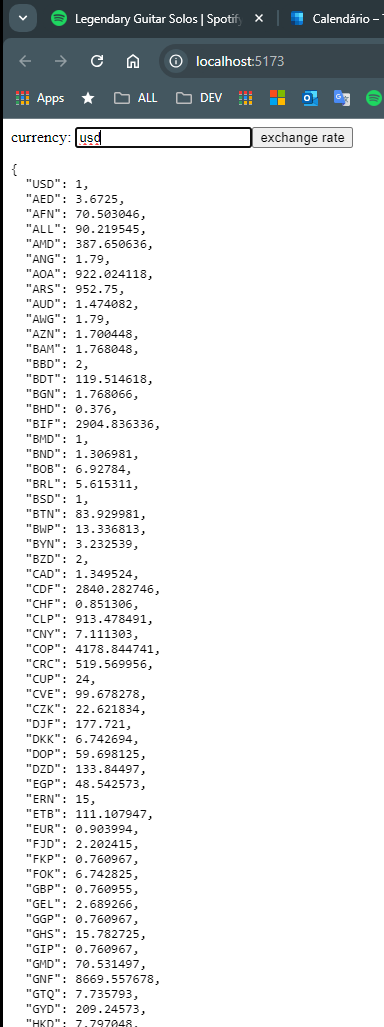 Legendary Guitar Solos | Spotify
Calendário –
localhost:5173
Apps
ALL
DEV
currency: usd exchange rate
{
"USD": 1,
"AED": 3.6725,
"AFN": 70.503046,
"ALL": 90.219545,
"AMD": 387.650636,
"ANG": 1.79,
"AOA": 922.024118,
"ARS": 952.75,
"AUD": 1.474082,
"AWG": 1.79,
"AZN": 1.700448,
"BAM": 1.768048,
"BBD": 2,
"BDT": 119.514618,
"BGN": 1.768066,
"BHD": 0.376,
"BIF": 2904.836336,
"BMD": 1,
"BND": 1.306981,
"BOB": 6.92784,
"BRL": 5.615311,
"BSD": 1,
"BTN": 83.929981,
"BWP": 13.336813,
"BYN": 3.232539,
"BZD": 2,
"CAD": 1.349524,
"CDF": 2840.282746,
"CHF": 0.851306,
"CLP": 913.478491,
"CNY": 7.111303,
"COP": 4178.844741,
"CRC": 519.569956,
"CUP": 24,
"CVE": 99.678278,
"CZK": 22.621834,
"DJF": 177.721,
"DKK": 6.742694,
"DOP": 59.698125,
"DZD": 133.84497,
"EGP": 48.542573,
"ERN": 15,
"ETB": 111.107947,
"EUR": 0.903994,
"FJD": 2.202415,
"FKP": 0.760967,
"FOK": 6.742825,
"GBP": 0.760955,
"GEL": 2.689266,
"GGP": 0.760967,
"GHS": 15.782725,
"GIP": 0.760967,
"GMD": 70.531497,
"GNF": 8669.557678,
"GTQ": 7.735793,
"GYD": 209.24573,
"HKD": 7.797048,